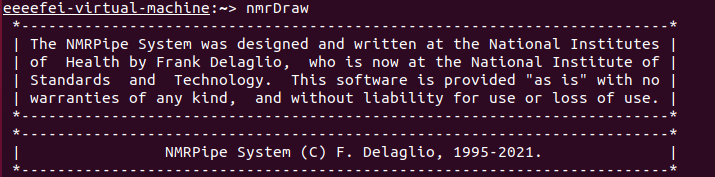 eeeefei-virtual-machine:~> nmrDraw
*---------------------------------------------------------------------*
| The NMRPipe System was designed and written at the National Institutes |
| of  Health by Frank Delaglio,  who is now at the National Institute of |
| Standards  and  Technology.  This software is provided "as is" with no |
| warranties of any kind,  and without liability for use or loss of use. |
*---------------------------------------------------------------------*
*---------------------------------------------------------------------*
|                NMRPipe System (C) F. Delaglio, 1995-2021.              |
*---------------------------------------------------------------------*